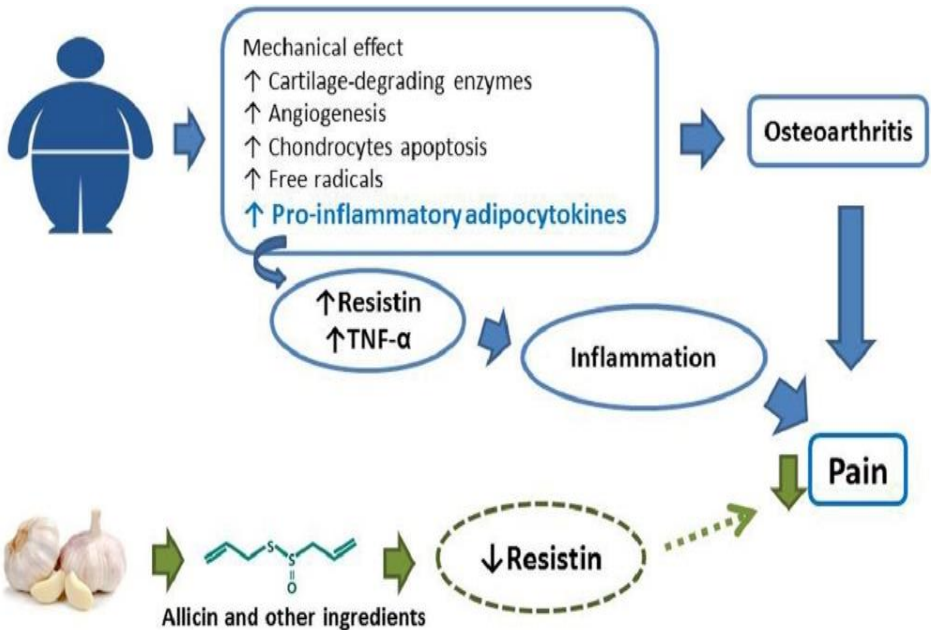 Mechanical effect
↑ Cartilage-degrading enzymes
↑ Angiogenesis
↑ Chondrocytes apoptosis
↑ Free radicals
↑ Pro-inflammatory adipocytokines
Osteoarthritis
↑Resistin
↑TNF-α
Inflammation
Pain
S
S
O
↓Resistin
Allicin and other ingredients